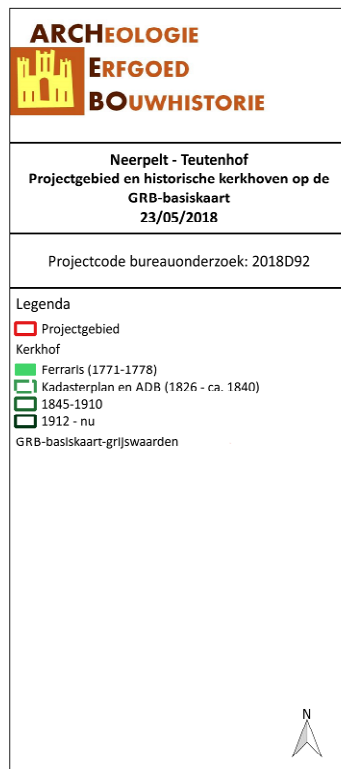 ARCHEOLOGIE
ERFGOED
BOUWHISTORIE
Neerpelt - Teutenhof
Projectgebied en historische kerkhoven op de
GRB-basiskaart
23/05/2018
Projectcode bureauonderzoek: 2018D92
Legenda
Projectgebied
Kerkhof
Ferraris (1771-1778)
Kadasterplan en ADB (1826 - ca. 1840)
1845-1910
1912 - nu
GRB-basiskaart-grijswaarden
N